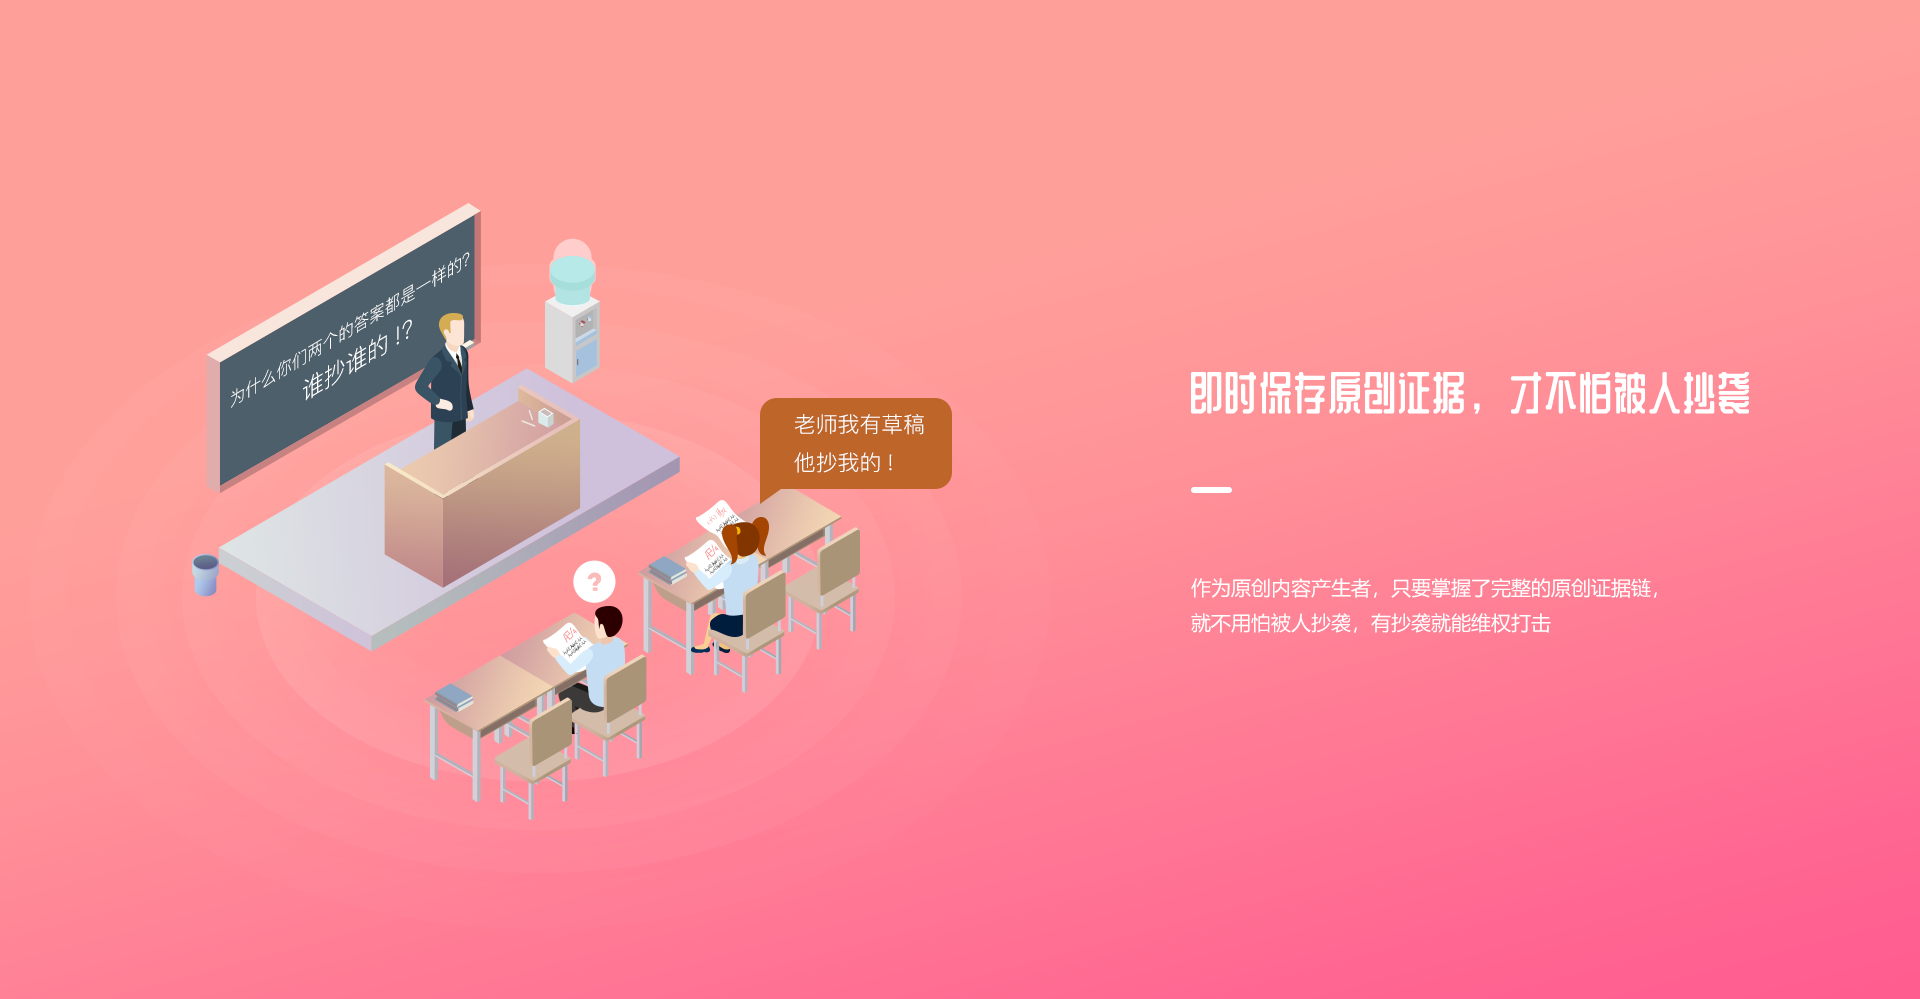 为什么你们两个的答案都是一样的?
谁抄谁的!?
老师我有草稿
他抄我的!
?
即时保存原创证据，才不怕被人抄袭
作为原创内容产生者，只要掌握了完整的原创证据链，
就不用怕被人抄袭，有抄袭就能维权打击